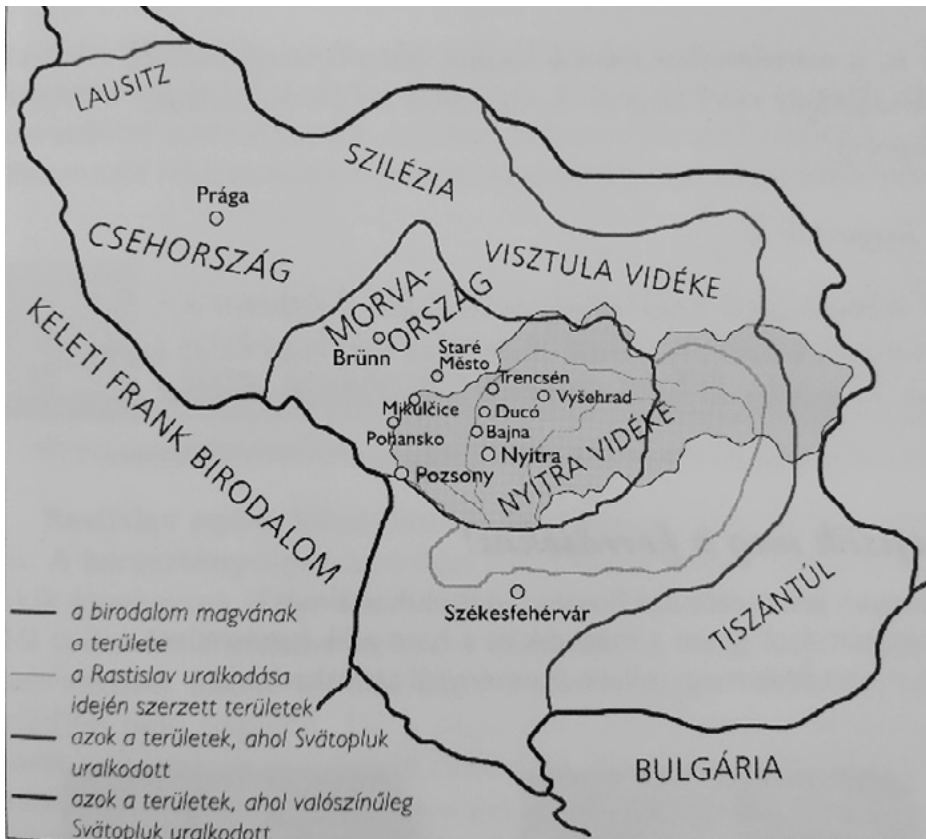 LAUSITZ
SZILÉZIA
Prága
CSEHORSZÁG
VISZTULA VIDÉKE
MORVA-
ORSZÁG
Brünn
Staré
Město
Trencsén
Vyšehrad
Mikulčice
Ducó
Pohansko
Bajna
Nyitra
Pozsony
NYITRA VIDÉKE
KELETI FRANK BIRODALOM
Székesfehérvár
TISZÁNTÚL
BULGÁRIA
a birodalom magvának
a területe
a Rastislav uralkodása
idején szerzett területek
azok a területek, ahol Svätopluk
uralkodott
azok a területek, ahol valószínűleg
Svätopluk uralkodott